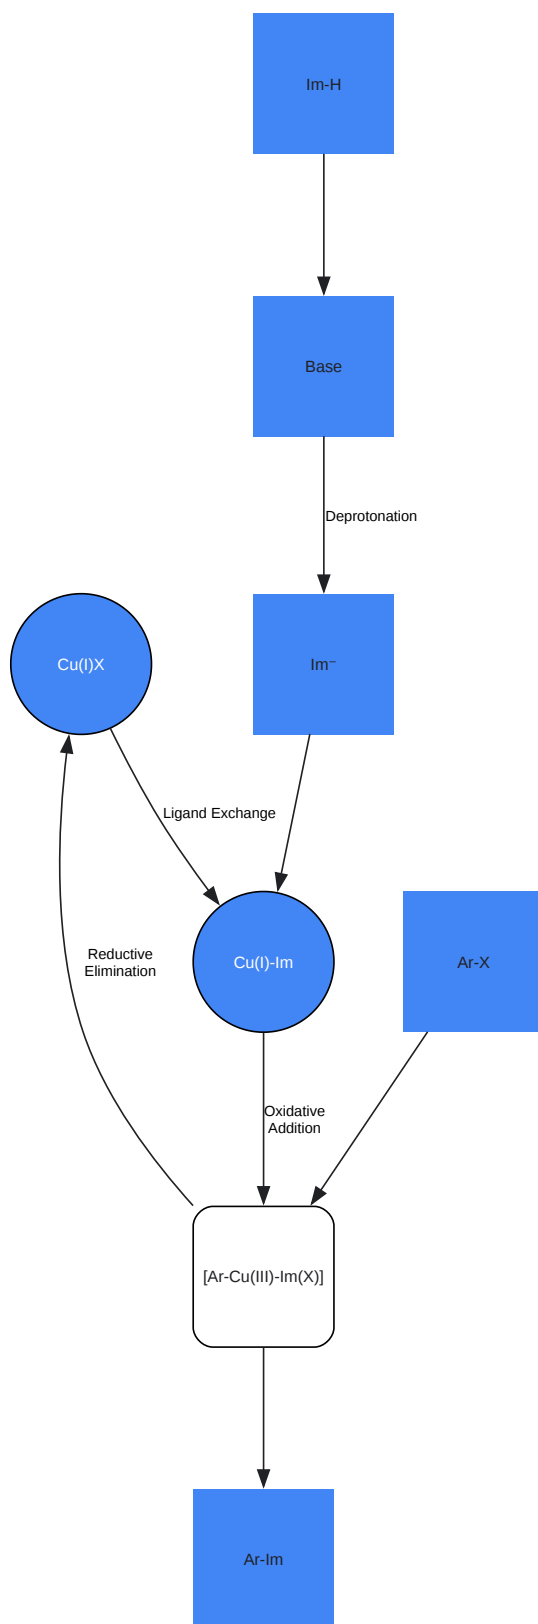 Im-H
Base
Deprotonation
Cu(I)X
Im⁻
Ligand Exchange
Reductive
Elimination
Cu(I)-Im
Ar-X
Oxidative
Addition
[Ar-Cu(III)-Im(X)]
Ar-Im